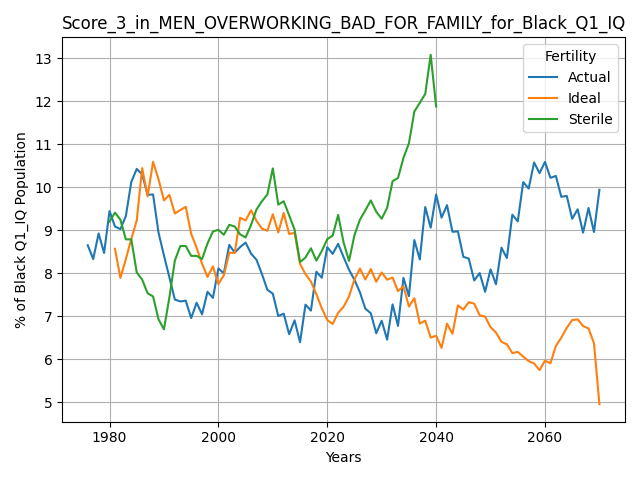 Score_3_in_MEN_OVERWORKING_BAD_FOR_FAMILY_for_Black_Q1_IQ
Fertility
Actual
Ideal
Sterile
% of Black Q1_IQ Population
13
12
11
10
9
8
7
6
5
1980 2000 2020 2040 2060
Years